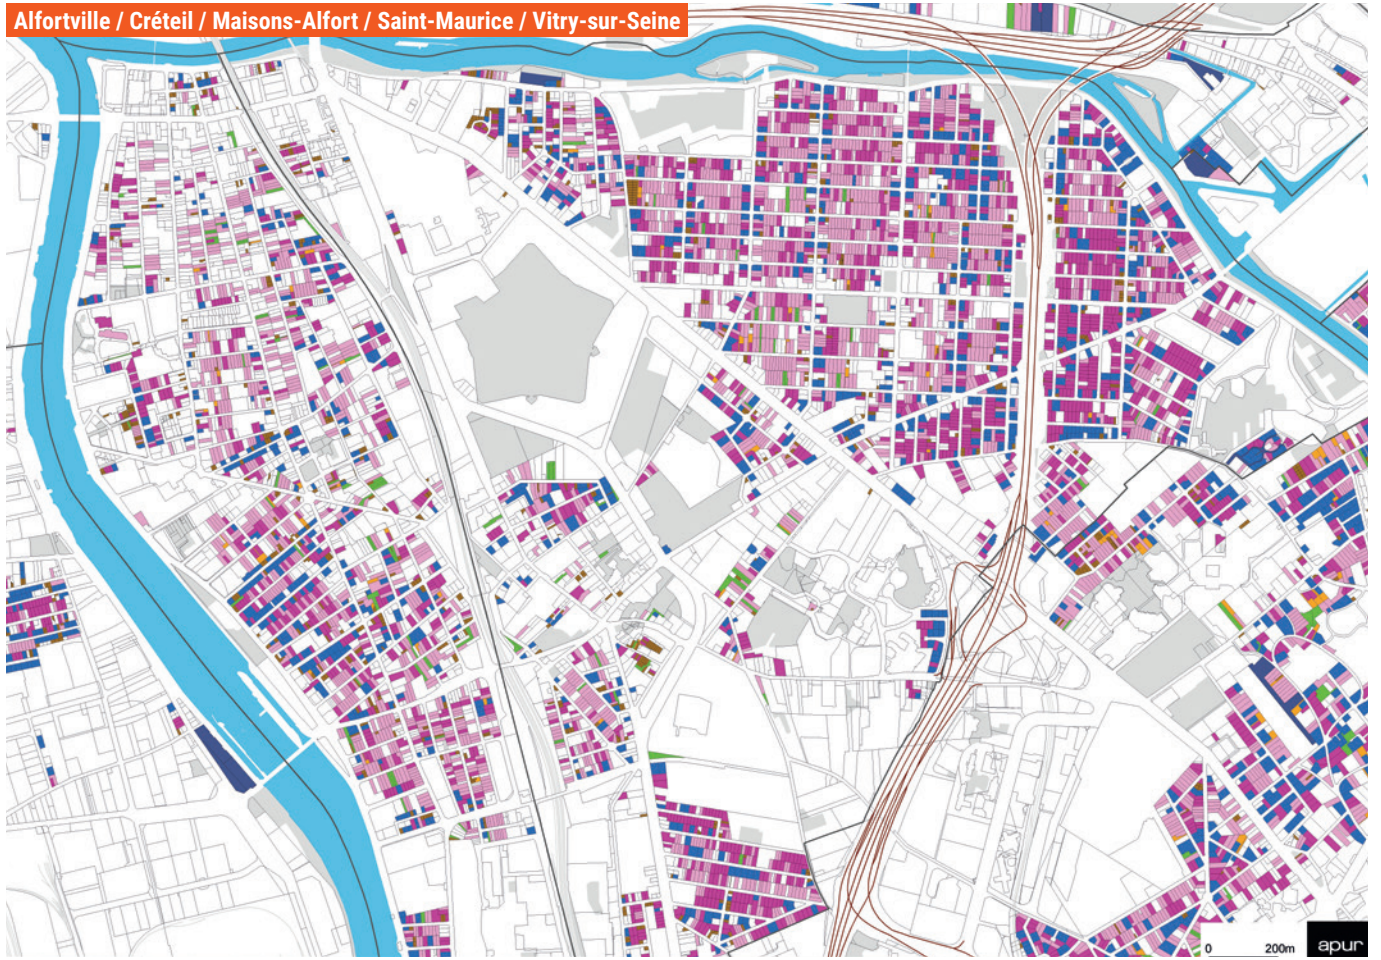 Alfortville / Créteil / Maisons-Alfort / Saint-Maurice / Vitry-sur-Seine
0 200m
apur